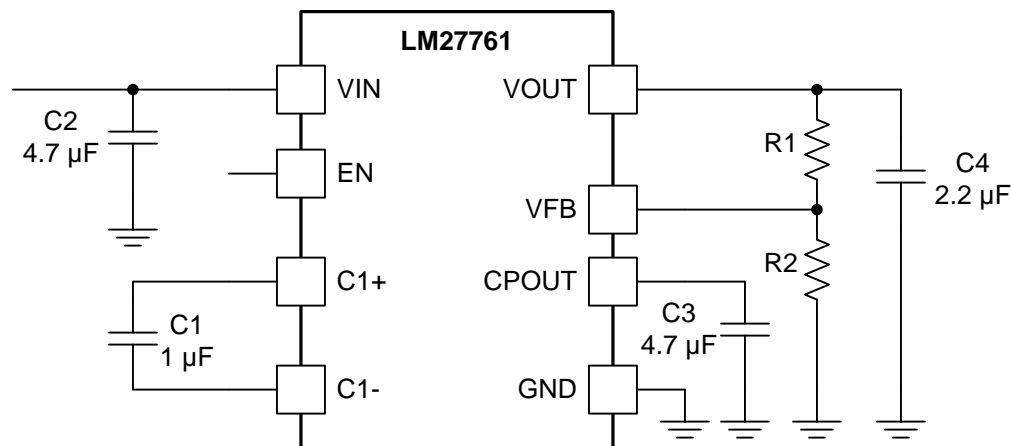 LM27761
VIN
VOUT
C2
4.7 µF
R1
EN
C4
2.2 µF
VFB
R2
C1+
CPOUT
C1
1 µF
C3
4.7 µF
C1-
GND